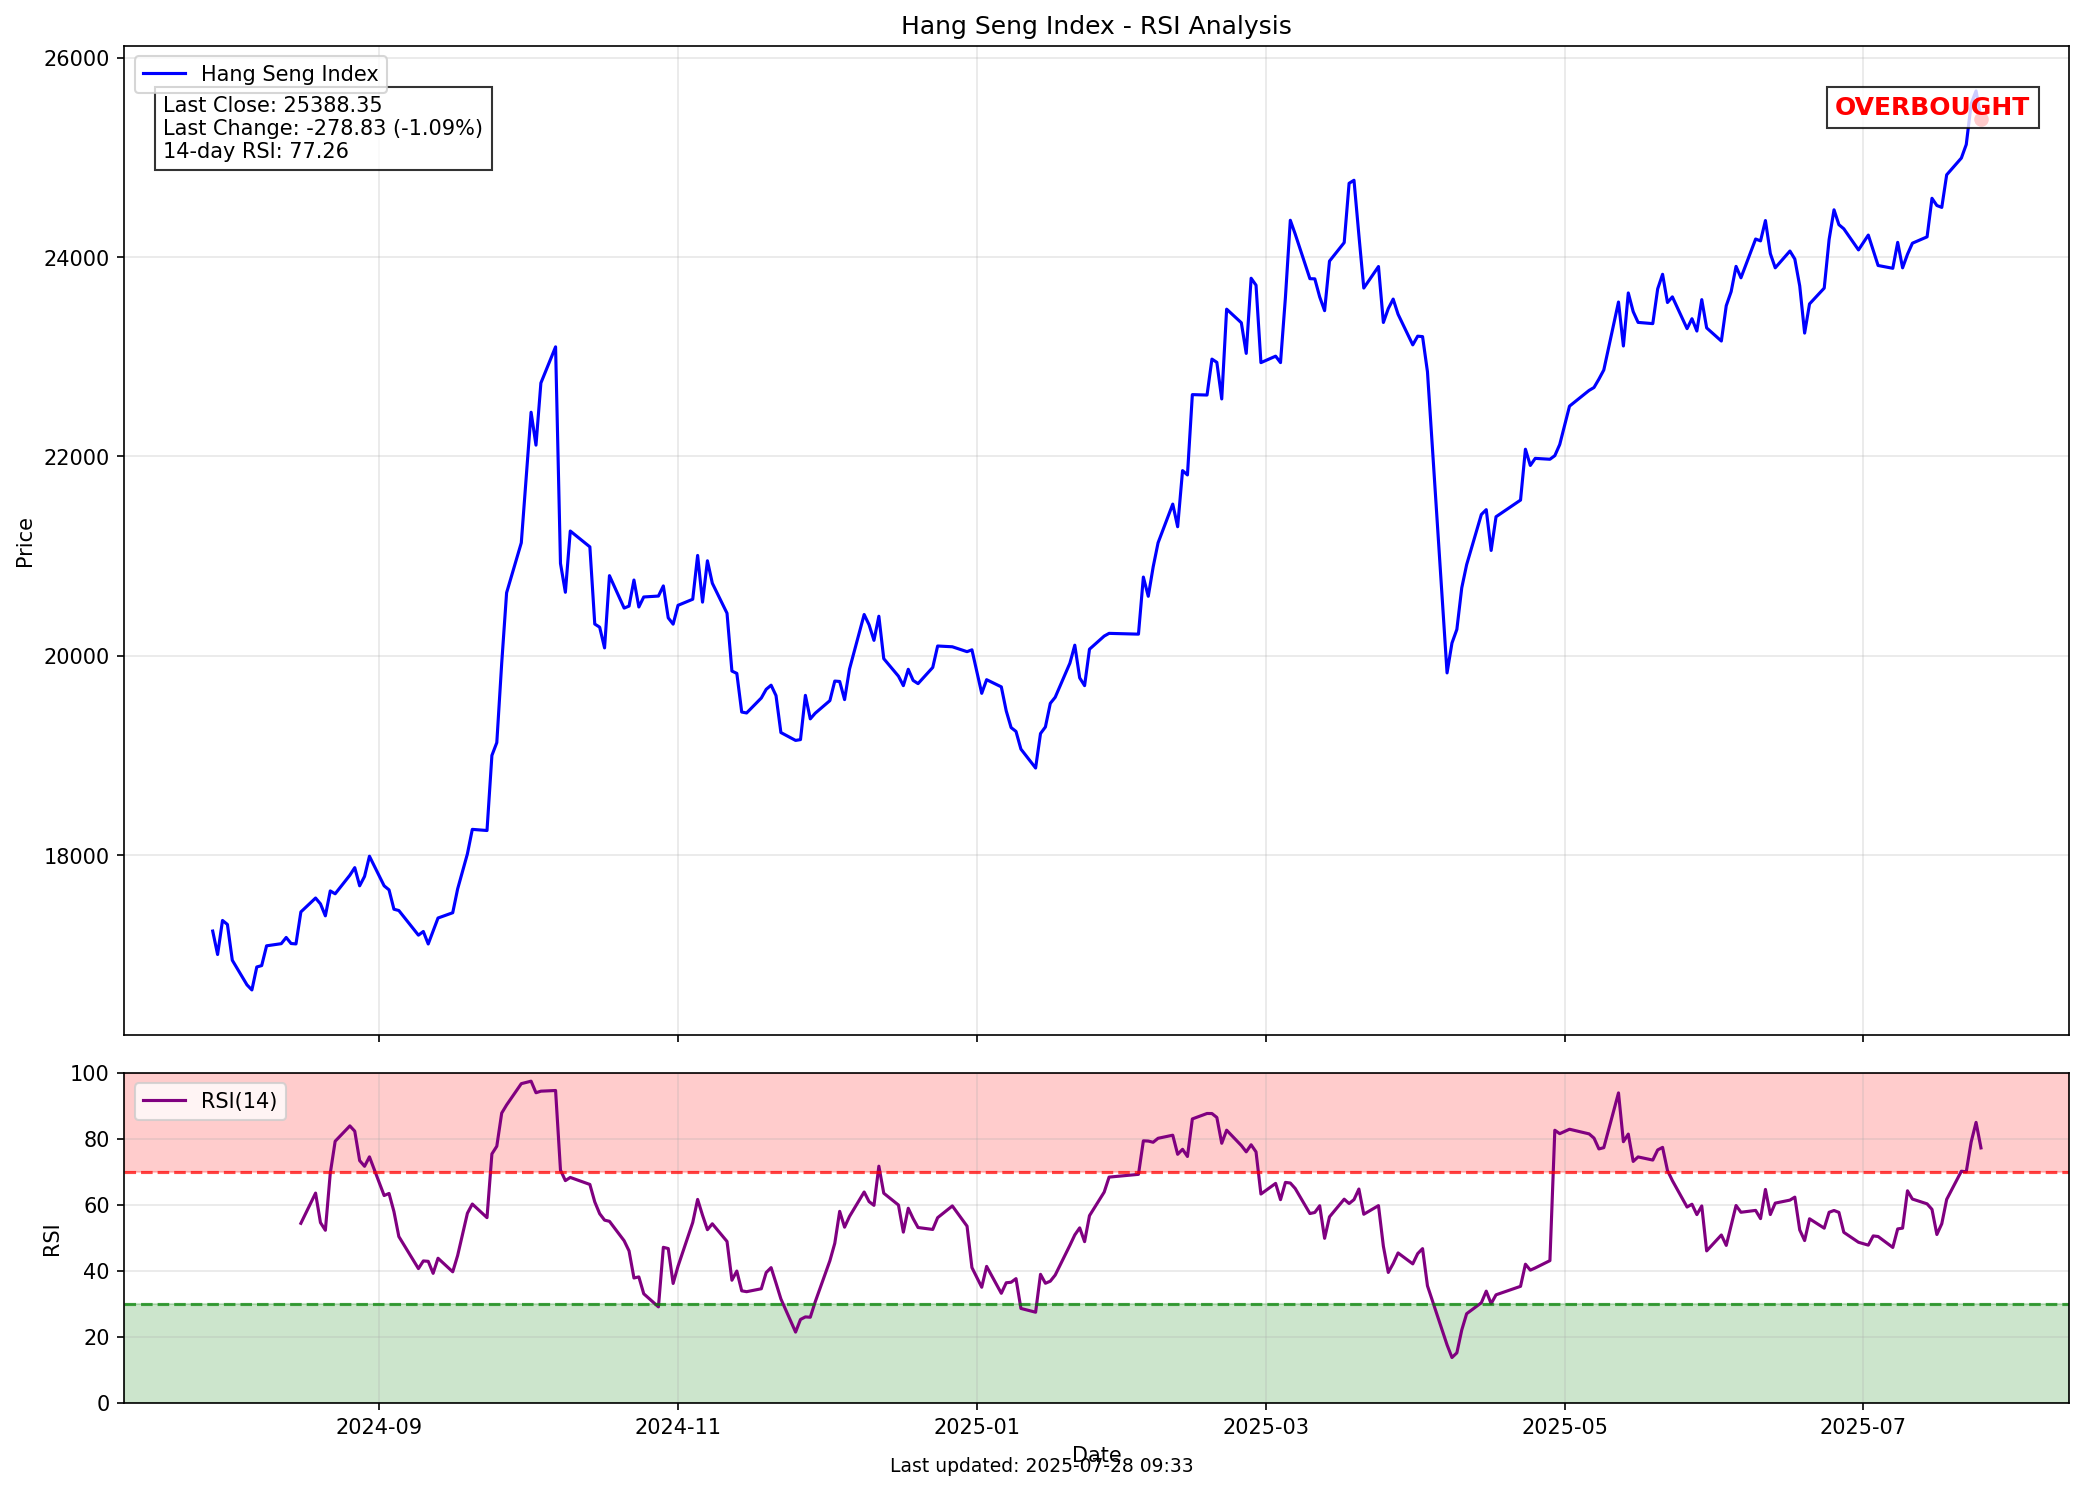 Hang Seng Index - RSI Analysis
26000
24000
22000
20000
18000
Price
Hang Seng Index
Last Close: 25388.35
Last Change: -278.83 (-1.09%)
14-day RSI: 77.26
OVERBOUGHT
100
80
60
40
20
0
RSI
RSI(14)
2024-09
2024-11
2025-01
2025-03
2025-05
2025-07
Date
Last updated: 2025-07-28 09:33